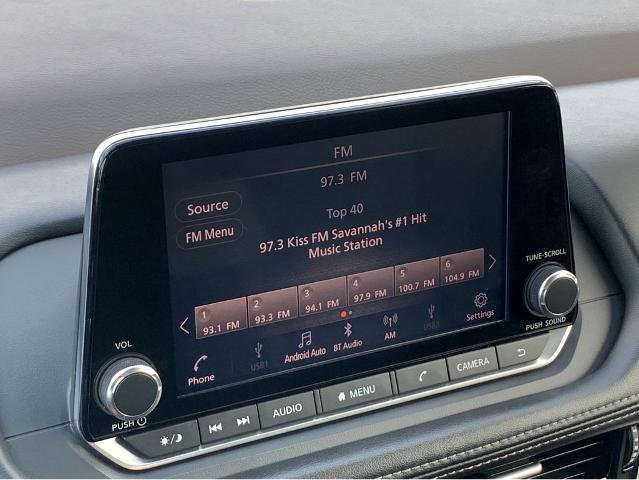 FM
97.3 FM
Source
Top 40
FM Menu
97.3 Kiss FM Savannah's #1 Hit
Music Station
1 2 3 4 5 6
93.1 FM 93.3 FM 94.1 FM 97.9 FM 100.7 FM 104.9 FM
Phone USB1 Android Auto BT Audio AM USB2 Settings
TUNE·SCROLL
PUSH SOUND
VOL
PUSH
AUDIO MENU CAMERA